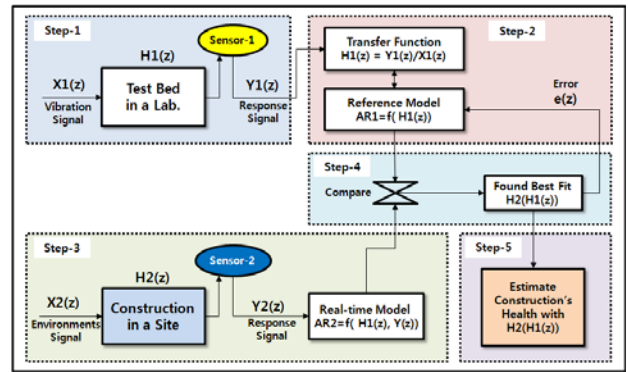 Step-1
H1(z)
Sensor-1
X1(z)
Test Bed
in a Lab.
Y1(z)
Vibration
Signal
Response
Signal
Step-2
Transfer Function
H1(z) = Y1(z)/X1(z)
Reference Model
AR1=f( H1(z))
Error
e(z)
Step-4
Compare
Found Best Fit
H2(H1(z))
Step-3
H2(z)
Sensor-2
X2(z)
Construction
in a Site
Y2(z)
Environments
Signal
Response
Signal
Real-time Model
AR2=f( H1(z), Y(z))
Step-5
Estimate
Construction's
Health with
H2(H1(z))